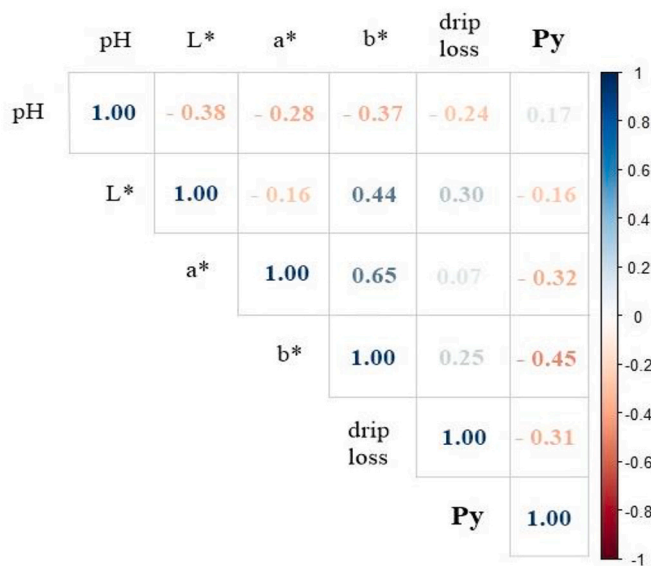 pH L* a* b* drip loss Py
pH 1.00 - 0.38 - 0.28 - 0.37 - 0.24 0.17
L* 1.00 - 0.16 0.44 0.30 - 0.16
a* 1.00 0.65 0.07 - 0.32
b* 1.00 0.25 - 0.45
drip loss 1.00 - 0.31
Py 1.00
1
0.8
0.6
0.4
0.2
0
-0.2
-0.4
-0.6
-0.8
-1